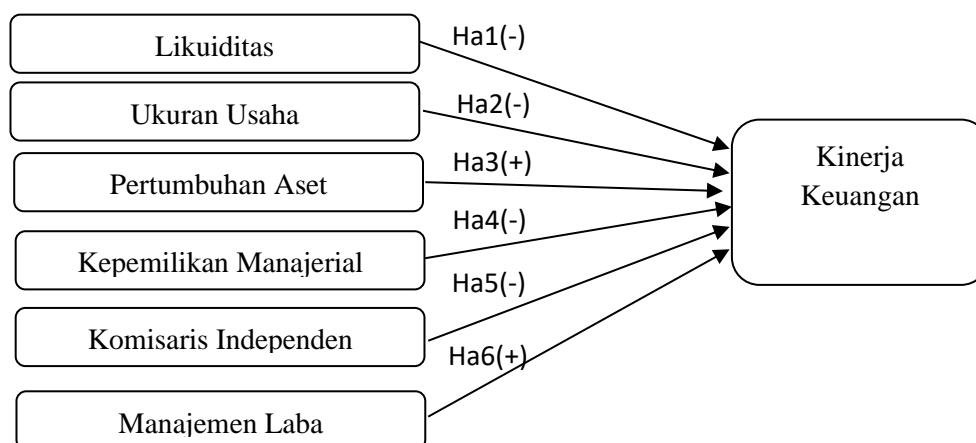 Likuiditas
Ha1(-)
Ukuran Usaha
Ha2(-)
Pertumbuhan Aset
Ha3(+)
Kepemilikan Manajerial
Ha4(-)
Komisaris Independen
Ha5(-)
Manajemen Laba
Ha6(+)
Kinerja
Keuangan